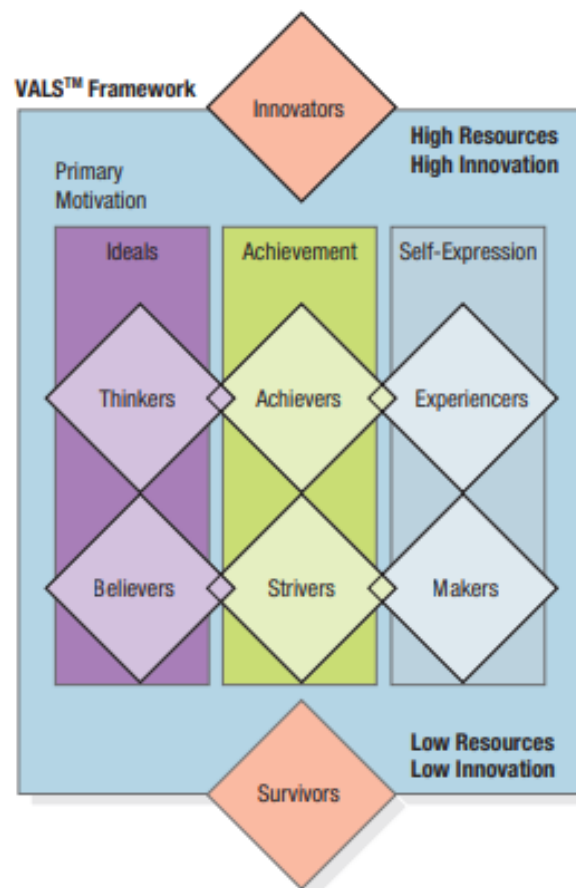 VALS™ Framework
Innovators
High Resources
High Innovation
Primary
Motivation
Ideals
Achievement
Self-Expression
Thinkers
Achievers
Experiencers
Believers
Strivers
Makers
Low Resources
Low Innovation
Survivors